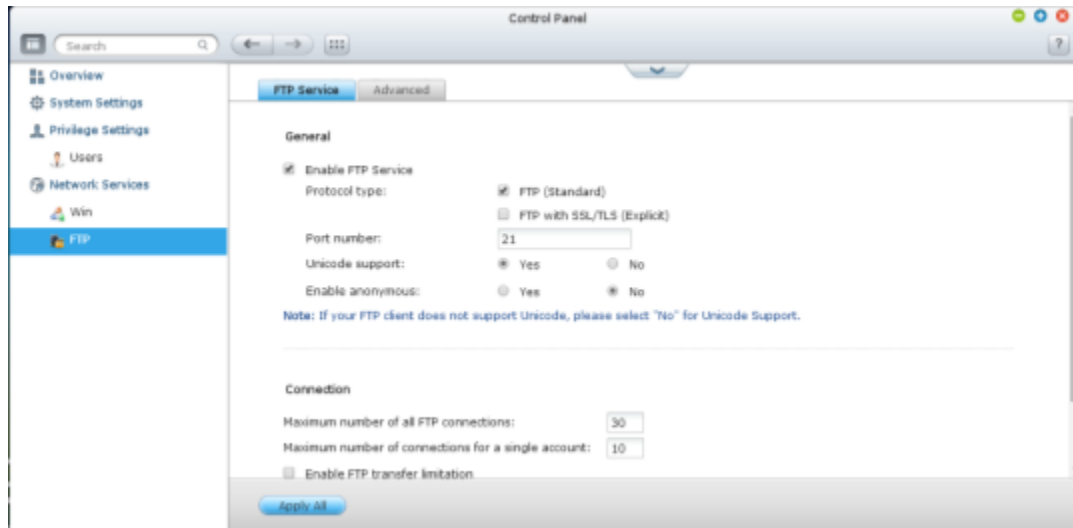 Control Panel
Search
?
Overview
System Settings
Privilege Settings
Users
Network Services
Win
FTP
FTP Service
Advanced
General
Enable FTP Service
Protocol type:
FTP (Standard)
FTP with SSL/TLS (Explicit)
Port number:
21
Unicode support:
Yes
No
Enable anonymous:
Yes
No
Note: If your FTP client does not support Unicode, please select "No" for Unicode Support.
Connection
Maximum number of all FTP connections:
30
Maximum number of connections for a single account:
10
Enable FTP transfer limitation
Apply All